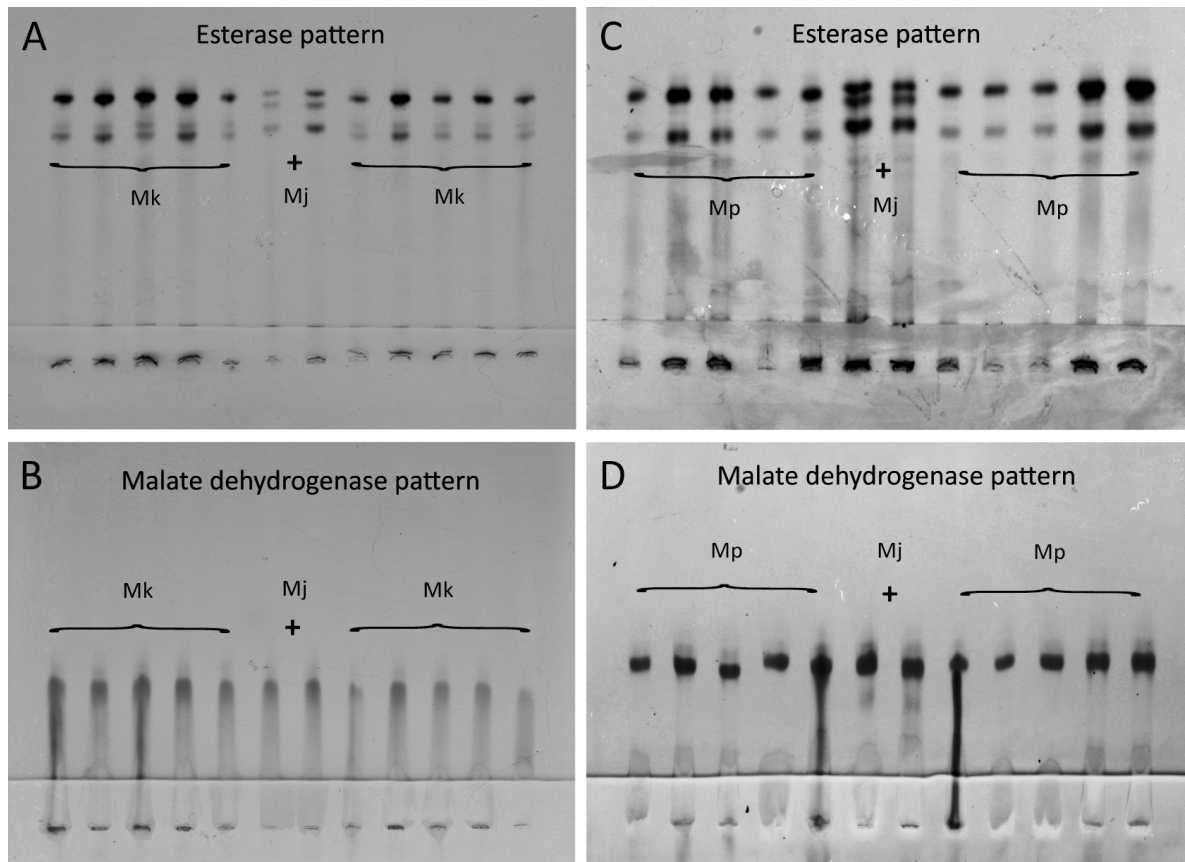 A
Esterase pattern
+
Mk
Mj
Mk
B
Malate dehydrogenase pattern
Mk
Mj
Mk
+
C
Esterase pattern
+
Mp
Mj
Mp
D
Malate dehydrogenase pattern
Mp
Mj
Mp
+